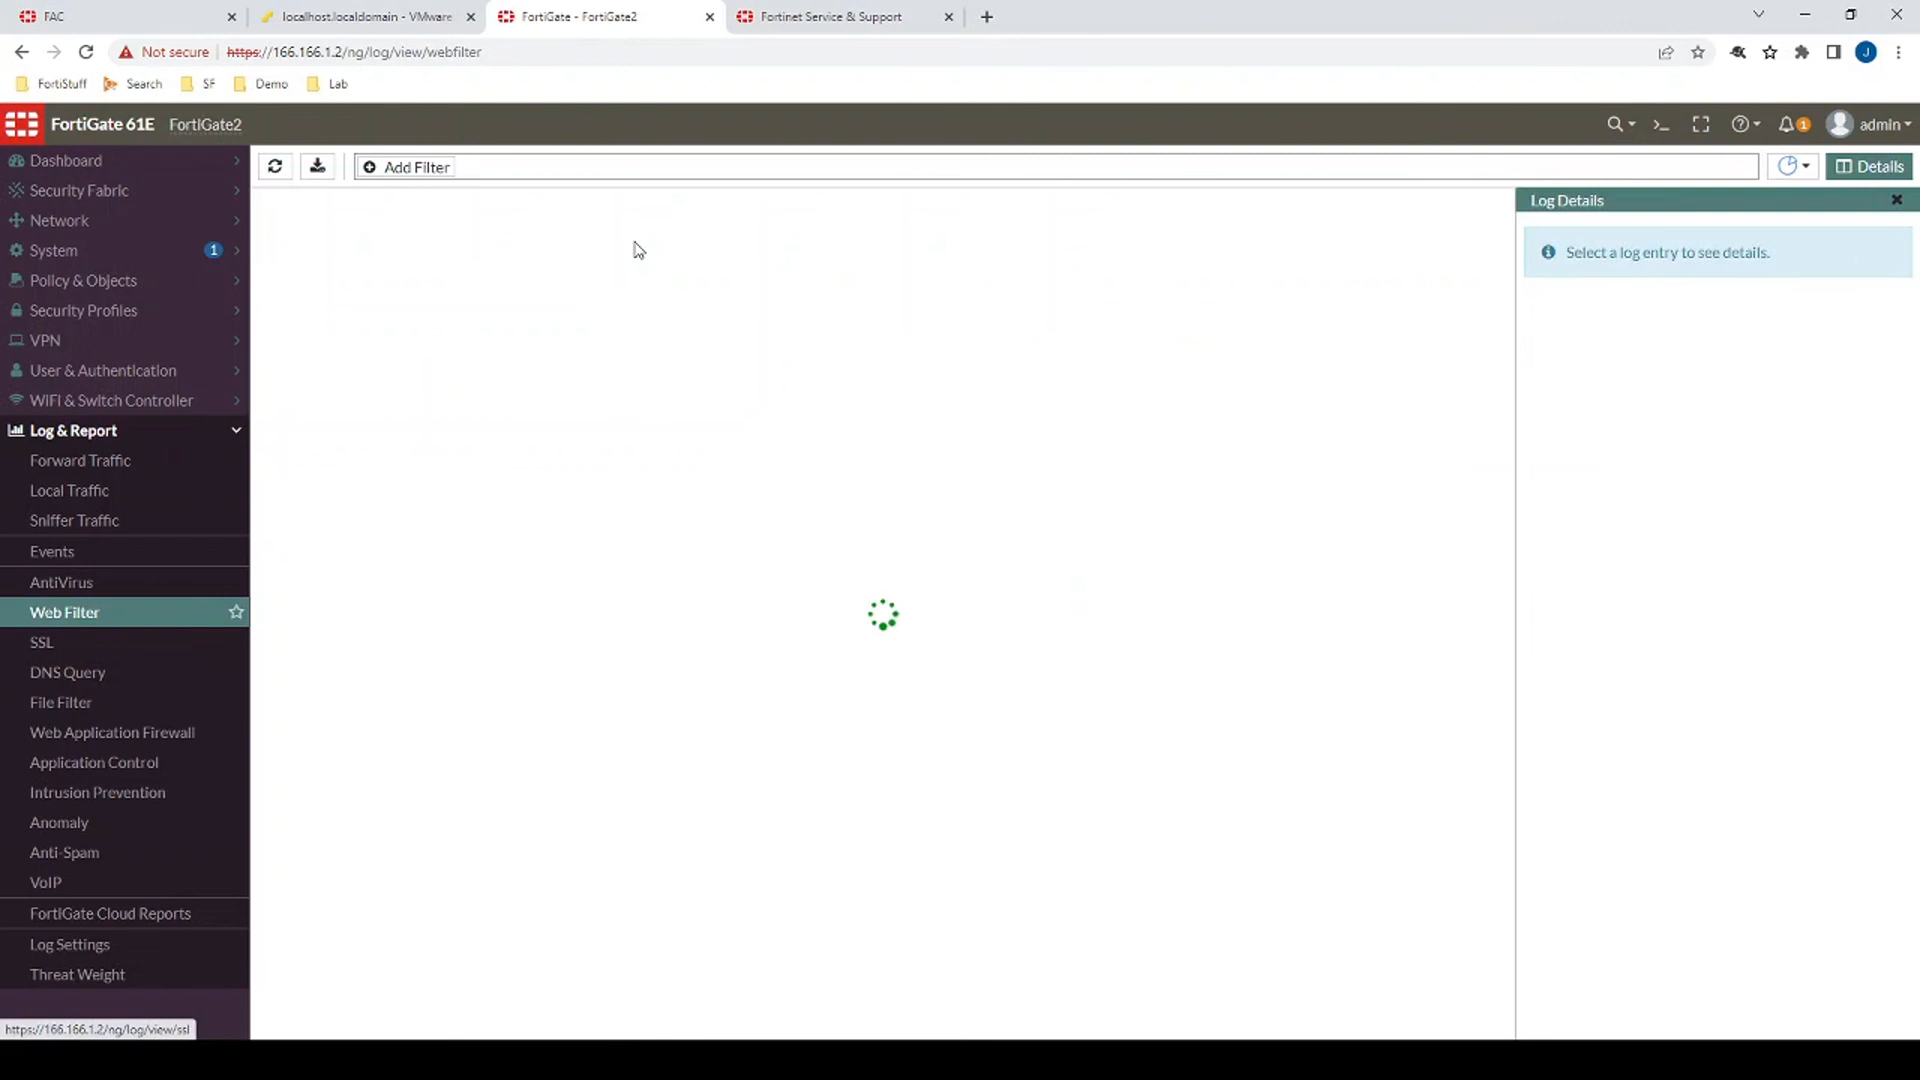 FAC
localhost.localdomain - VMware
FortiGate - FortiGate2
Fortinet Service & Support
Not secure
https://166.166.1.2/ng/log/view/webfilter
J
FortiStuff
Search
SF
Demo
Lab
FortiGate 61E
FortiGate2
1
admin
Dashboard
Security Fabric
Network
System
1
Policy & Objects
Security Profiles
VPN
User & Authentication
WiFi & Switch Controller
Log & Report
Forward Traffic
Local Traffic
Sniffer Traffic
Events
AntiVirus
Web Filter
SSL
DNS Query
File Filter
Web Application Firewall
Application Control
Intrusion Prevention
Anomaly
Anti-Spam
VoIP
FortiGate Cloud Reports
Log Settings
Threat Weight
Add Filter
Details
Log Details
Select a log entry to see details.
https://166.166.1.2/ng/log/view/ssl